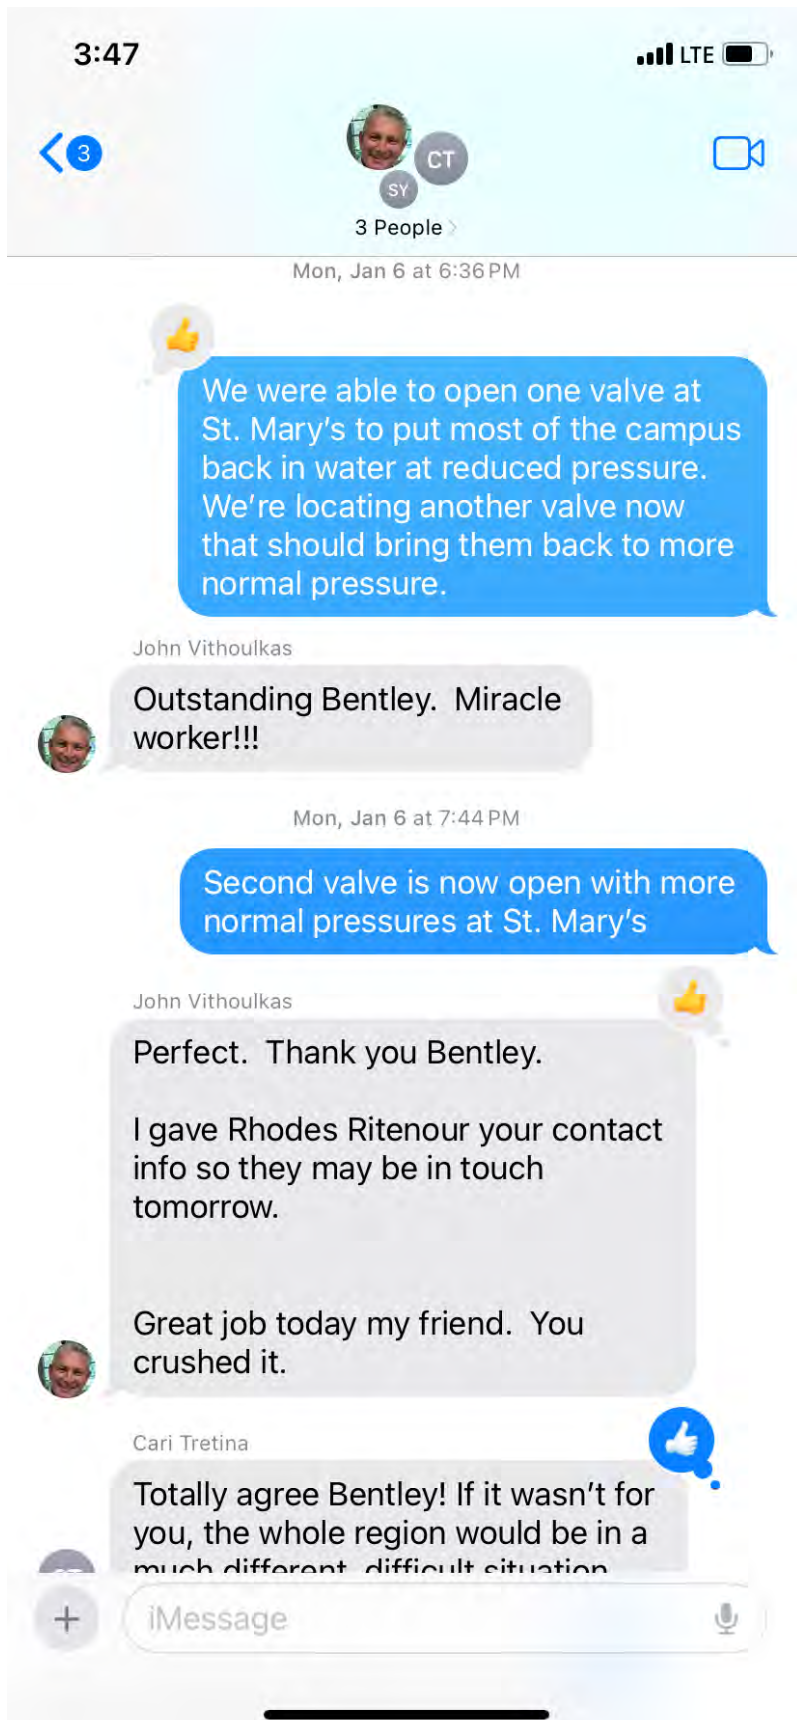 3:47
LTE
3
CT
SY
3 People
Mon, Jan 6 at 6:36 PM
We were able to open one valve at
St. Mary's to put most of the campus
back in water at reduced pressure.
We're locating another valve now
that should bring them back to more
normal pressure.
John Vithoulkas
Outstanding Bentley.  Miracle
worker!!!
Mon, Jan 6 at 7:44 PM
Second valve is now open with more
normal pressures at St. Mary's
John Vithoulkas
Perfect.  Thank you Bentley.
I gave Rhodes Ritenour your contact
info so they may be in touch
tomorrow.
Great job today my friend.  You
crushed it.
Cari Tretina
Totally agree Bentley! If it wasn't for
you, the whole region would be in a
much different, difficult situation
iMessage